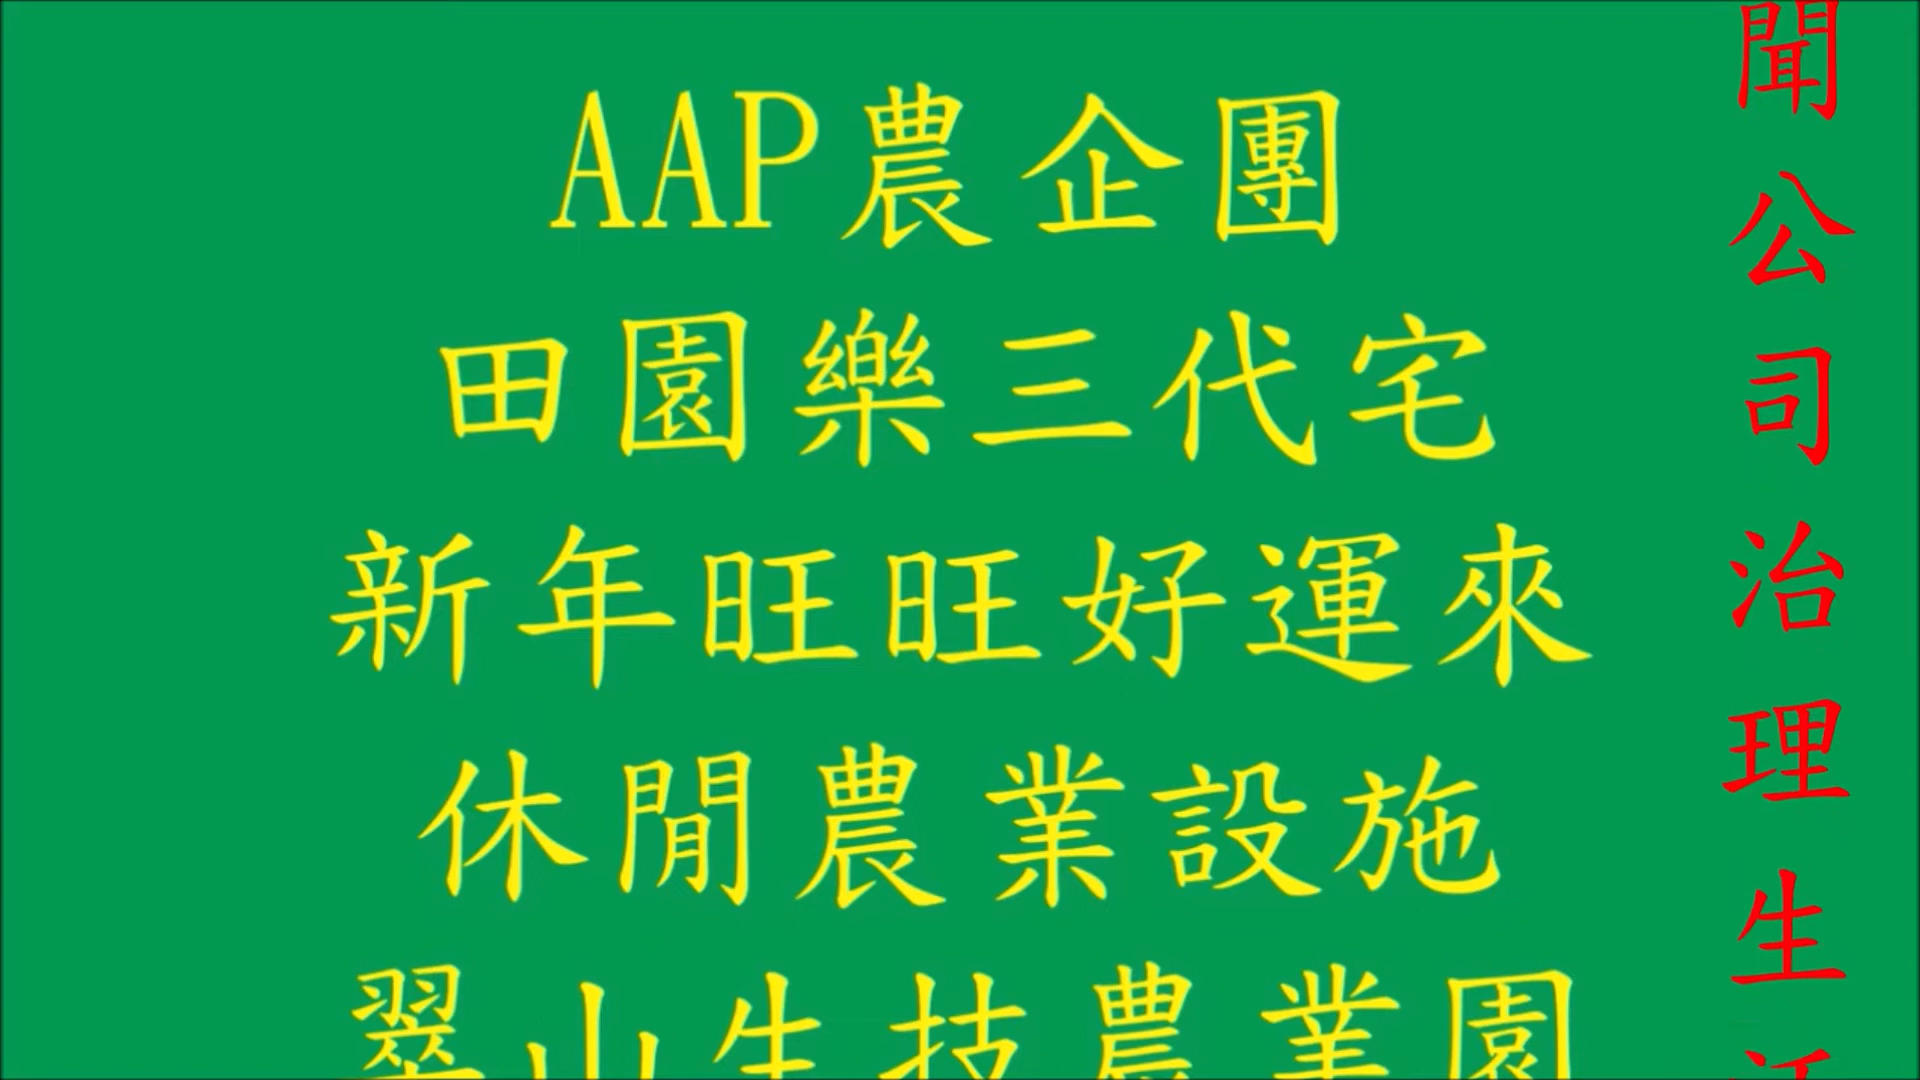 AAP農企團
田園樂三代宅
新年旺旺好運來
休閒農業設施
翠山生技農業園
聞公司治理生活